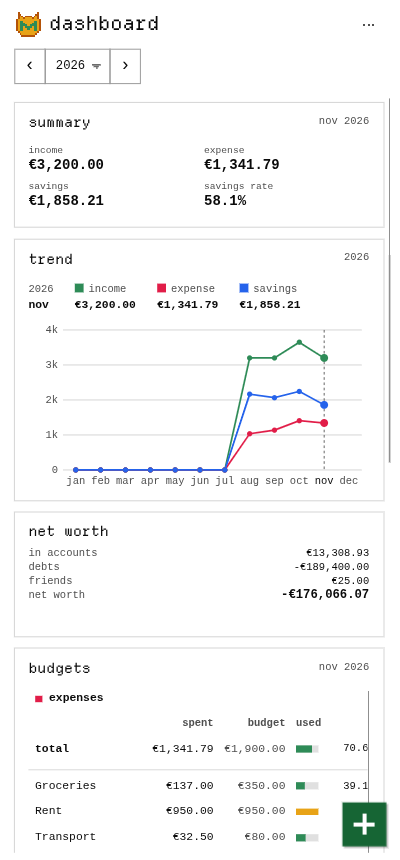 dashboard ...
‹ 2026 ›
summary nov 2026
income expense
€3,200.00 €1,341.79
savings savings rate
€1,858.21 58.1%
trend 2026
2026 income expense savings
nov €3,200.00 €1,341.79 €1,858.21
4k
3k
2k
1k
0
jan feb mar apr may jun jul aug sep oct nov dec
net worth
in accounts €13,308.93
debts -€189,400.00
friends €25.00
net worth -€176,066.07
budgets nov 2026
expenses
spent budget used
total €1,341.79 €1,900.00 70.6
Groceries €137.00 €350.00 39.1
Rent €950.00 €950.00
Transport €32.50 €80.00
+